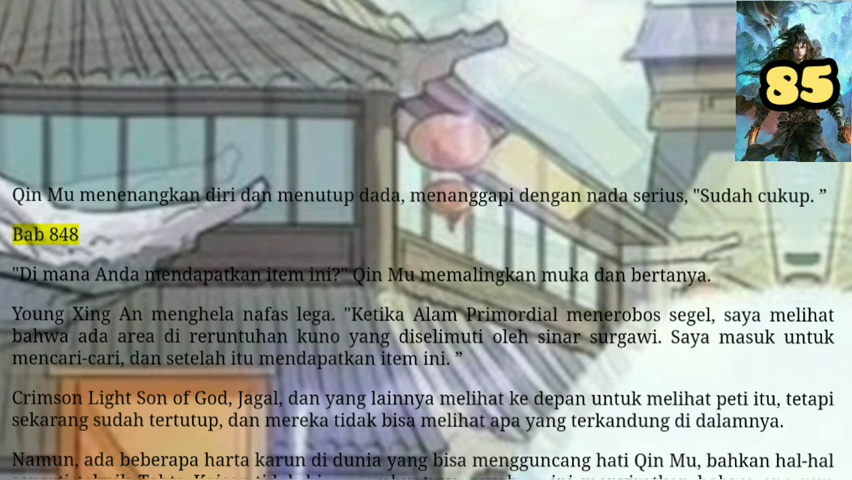 85
Qin Mu menenangkan diri dan menutup dada, menanggapi dengan nada serius, "Sudah cukup. ”
Bab 848
"Di mana Anda mendapatkan item ini?" Qin Mu memalingkan muka dan bertanya.
Young Xing An menghela nafas lega. "Ketika Alam Primordial menerobos segel, saya melihat
bahwa ada area di reruntuhan kuno yang diselimuti oleh sinar surgawi. Saya masuk untuk
mencari-cari, dan setelah itu mendapatkan item ini. ”
Crimson Light Son of God, Jagal, dan yang lainnya melihat ke depan untuk melihat peti itu, tetapi
sekarang sudah tertutup, dan mereka tidak bisa melihat apa yang terkandung di dalamnya.
Namun, ada beberapa harta karun di dunia yang bisa mengguncang hati Qin Mu, bahkan hal-hal